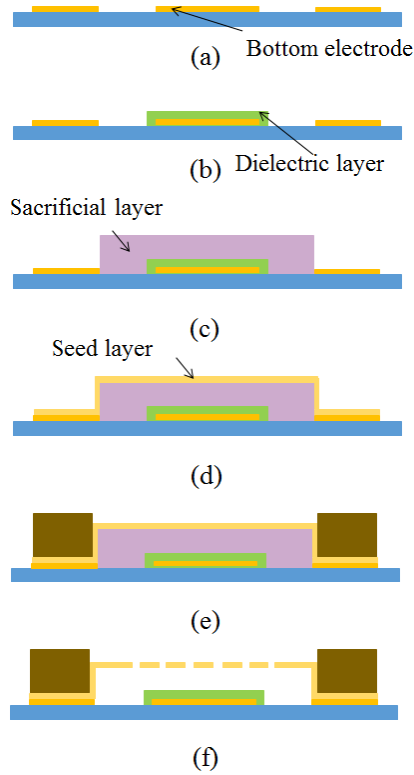 Bottom electrode
(a)
(b)
Dielectric layer
Sacrificial layer
(c)
Seed layer
(d)
(e)
(f)